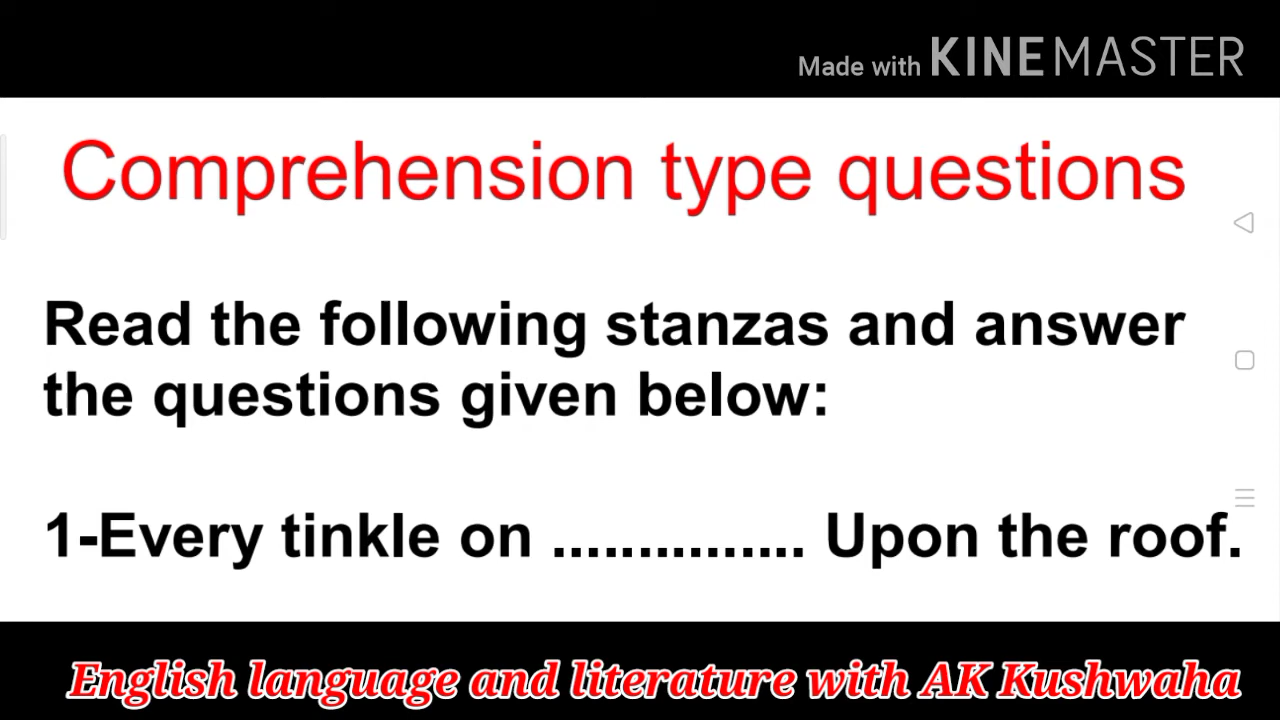 Made with KINEMASTER
Comprehension type questions
Read the following stanzas and answer
the questions given below:
1-Every tinkle on ............... Upon the roof.
English language and literature with AK Kushwaha